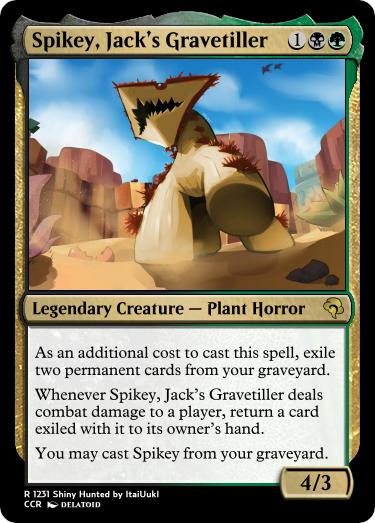 Spikey, Jack's Gravetiller 1
Legendary Creature — Plant Horror
As an additional cost to cast this spell, exile
two permanent cards from your graveyard.
Whenever Spikey, Jack's Gravetiller deals
combat damage to a player, return a card
exiled with it to its owner's hand.
You may cast Spikey from your graveyard.
4/3
R 1231 Shiny Hunted by ItaiUukI
CCR DELATOID